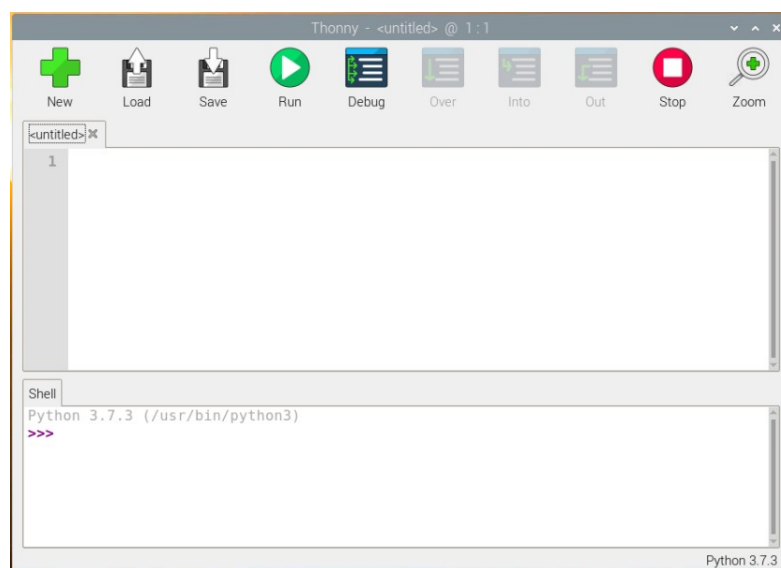 Thonny - <untitled> @ 1:1
New Load Save Run Debug Over Into Out Stop Zoom
<untitled>
1
Shell
Python 3.7.3 (/usr/bin/python3)
>>>
Python 3.7.3